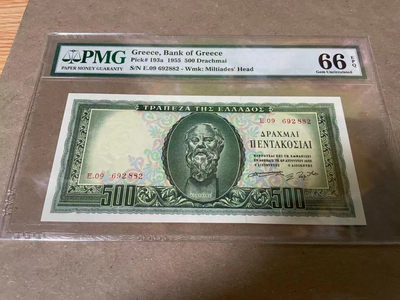 PMG
PAPER MONEY GUARANTY
Greece, Bank of Greece
Pick# 193a 1955 500 Drachmai
S/N E.09 692882 - Wmk: Miltiades' Head
66 EPQ
Gem Uncirculated
ΤΡΑΠΕΖΑ ΤΗΣ ΕΛΛΑΔΟΣ
E.09 692882
ΔΡΑΧΜΑΙ
ΠΕΝΤΑΚΟΣΙΑΙ
E.09 692882
500
500